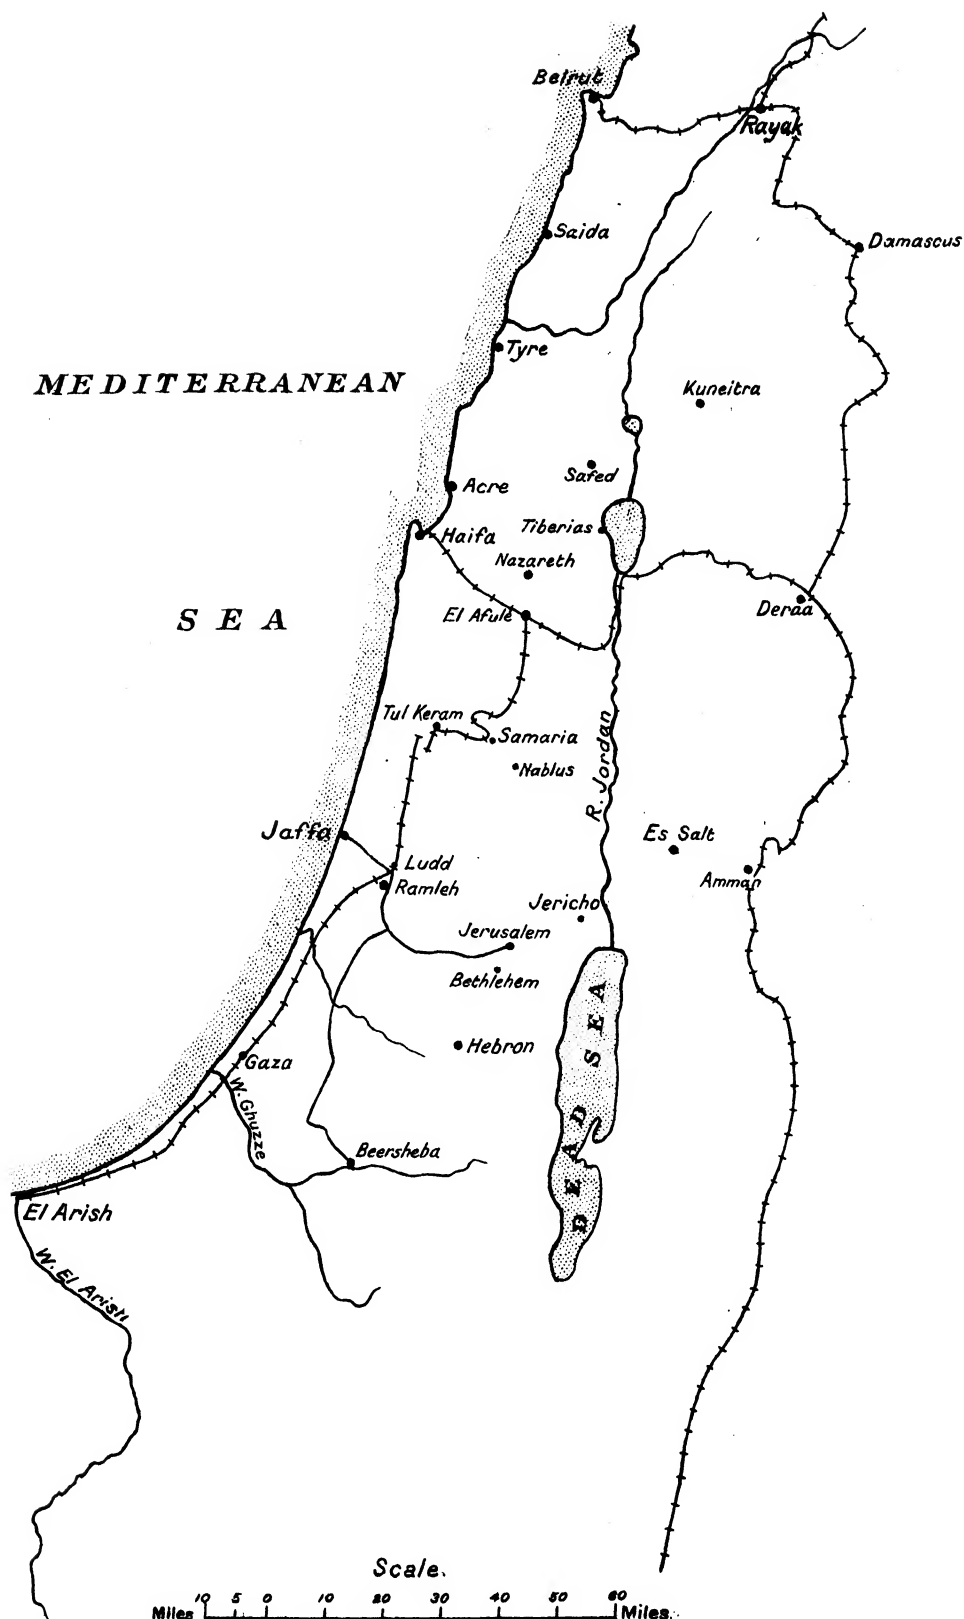 Beirut
Rayak
Saida
Damascus
Tyre
MEDITERRANEAN
Kuneitra
Safed
Acre
Tiberias
Haifa
Nazareth
SEA
El Afule
Deraa
Tul Keram
Samaria
Nablus
R. Jordan
Jaffa
Es Salt
Ludd
Ramleh
Amman
Jericho
Jerusalem
Bethlehem
DEAD SEA
Hebron
Gaza
W. Ghuzze
Beersheba
El Arish
W. El Arish
Scale.
10 5 0 10 20 30 40 50 60
Miles Miles.